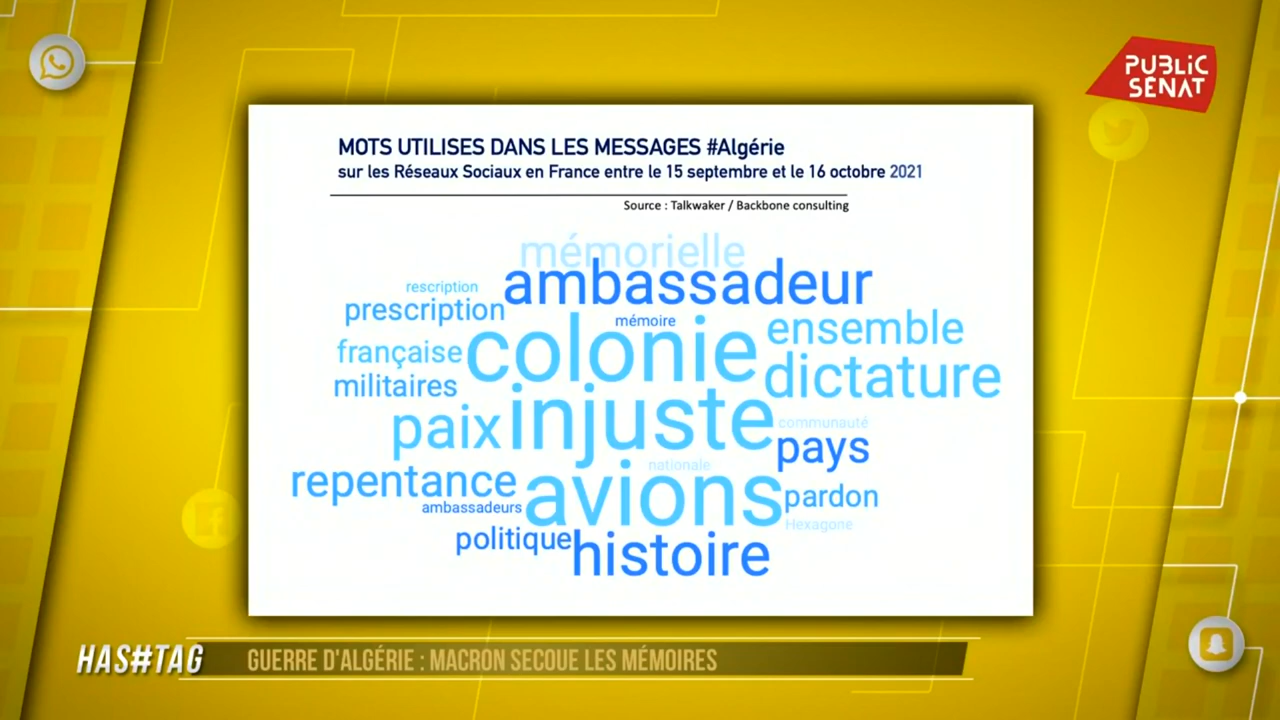 PUBLIC
SÉNAT
MOTS UTILISES DANS LES MESSAGES #Algérie
sur les Réseaux Sociaux en France entre le 15 septembre et le 16 octobre 2021
Source : Talkwaker / Backbone consulting
mémorielle
rescription
ambassadeur
prescription
mémoire
ensemble
française
colonie
dictature
militaires
paix
injuste
communauté
pays
nationale
repentance
avions
pardon
ambassadeurs
Hexagone
politique
histoire
HAS#TAG
GUERRE D'ALGÉRIE : MACRON SECOUE LES MÉMOIRES